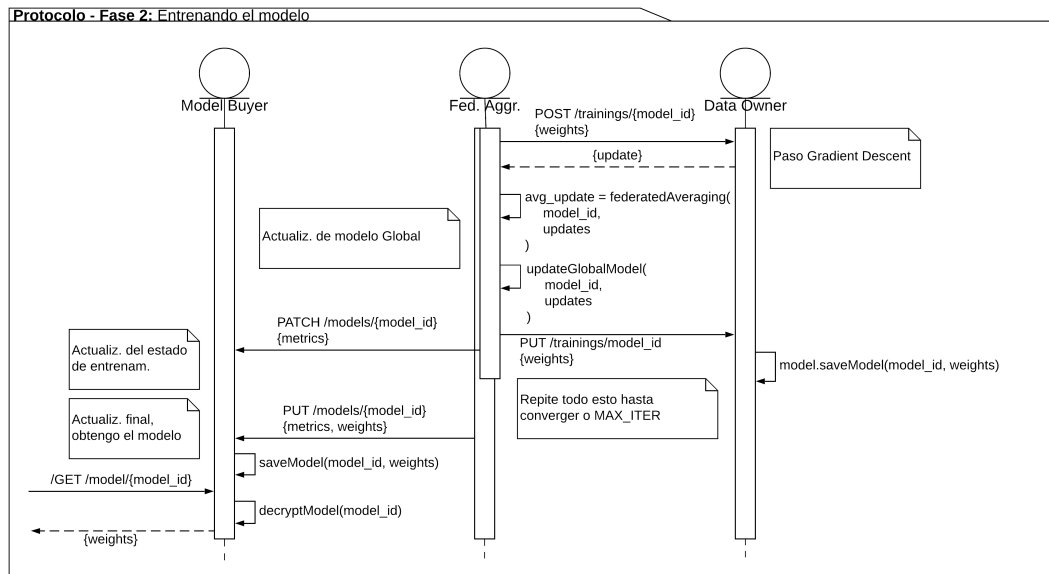 Protocolo - Fase 2: Entrenando el modelo
Model Buyer
Fed. Aggr.
Data Owner
POST /trainings/{model_id}
{weights}
{update}
Paso Gradient Descent
avg_update = federatedAveraging(
model_id,
updates
)
Actualiz. de modelo Global
updateGlobalModel(
model_id,
updates
)
PATCH /models/{model_id}
{metrics}
PUT /trainings/model_id
{weights}
Actualiz. del estado
de entrenam.
model.saveModel(model_id, weights)
Repite todo esto hasta
converger o MAX_ITER
Actualiz. final,
obtengo el modelo
PUT /models/{model_id}
{metrics, weights}
saveModel(model_id, weights)
/GET /model/{model_id}
decryptModel(model_id)
{weights}